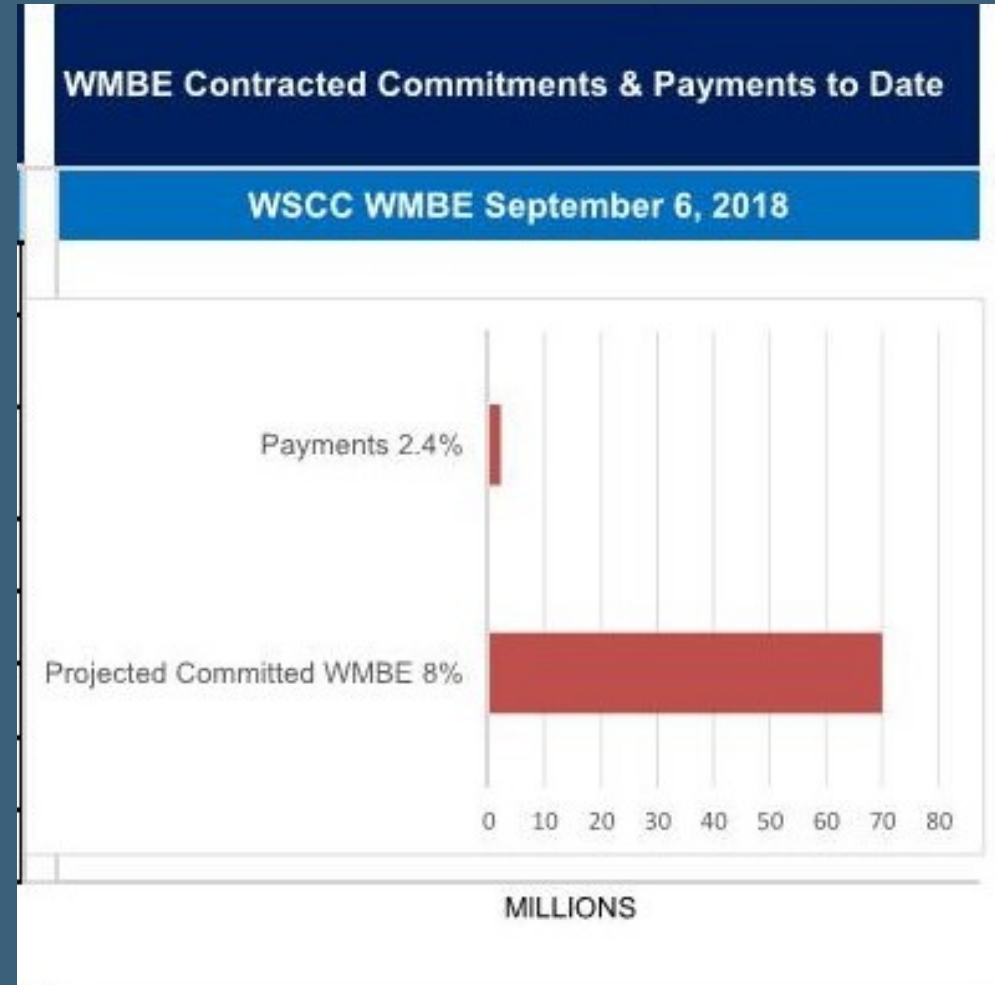 WMBE Contracted Commitments & Payments to Date
WSCC WMBE September 6, 2018
Payments 2.4%
Projected Committed WMBE 8%
0 10 20 30 40 50 60 70 80
MILLIONS